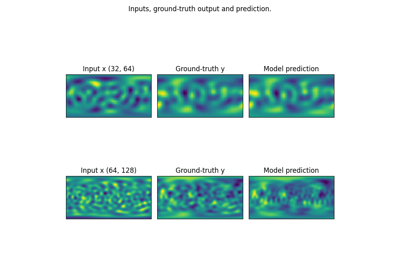 Inputs, ground-truth output and prediction.
Input x (32, 64)
Ground-truth y
Model prediction
Input x (64, 128)
Ground-truth y
Model prediction